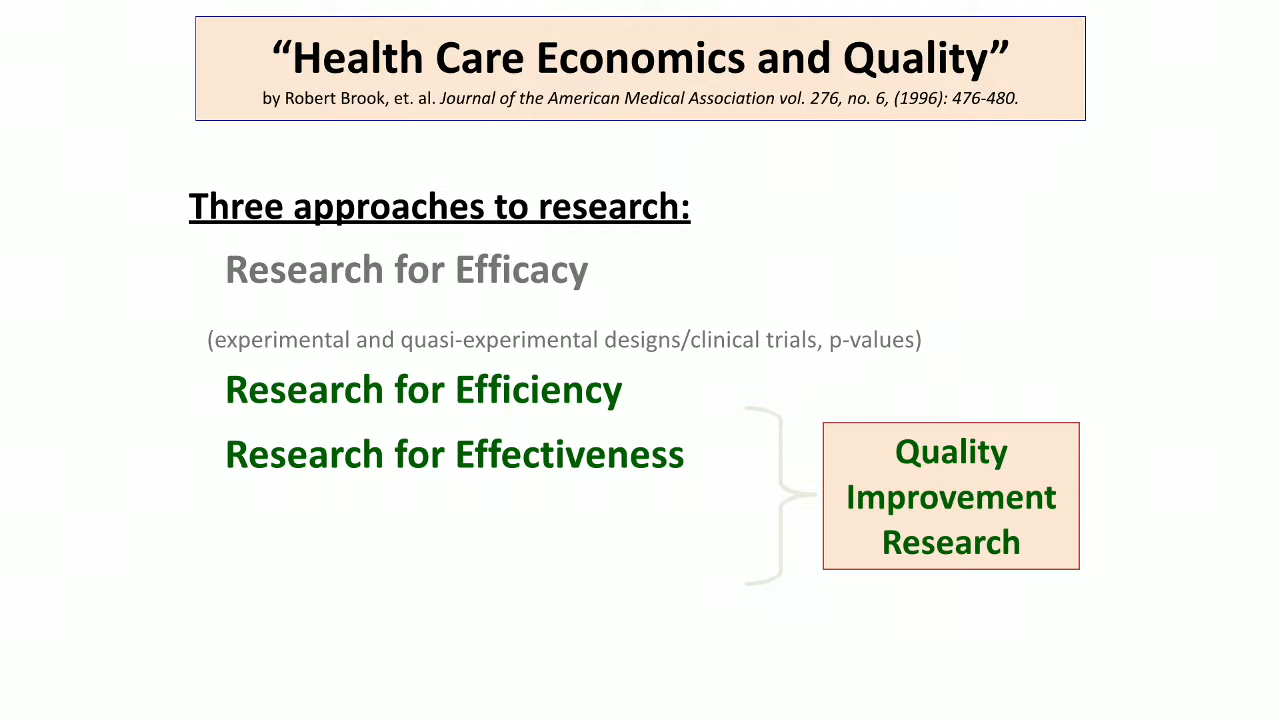 “Health Care Economics and Quality”
by Robert Brook, et. al. Journal of the American Medical Association vol. 276, no. 6, (1996): 476-480.
Three approaches to research:
Research for Efficacy
(experimental and quasi-experimental designs/clinical trials, p-values)
Research for Efficiency
Research for Effectiveness
Quality
Improvement
Research